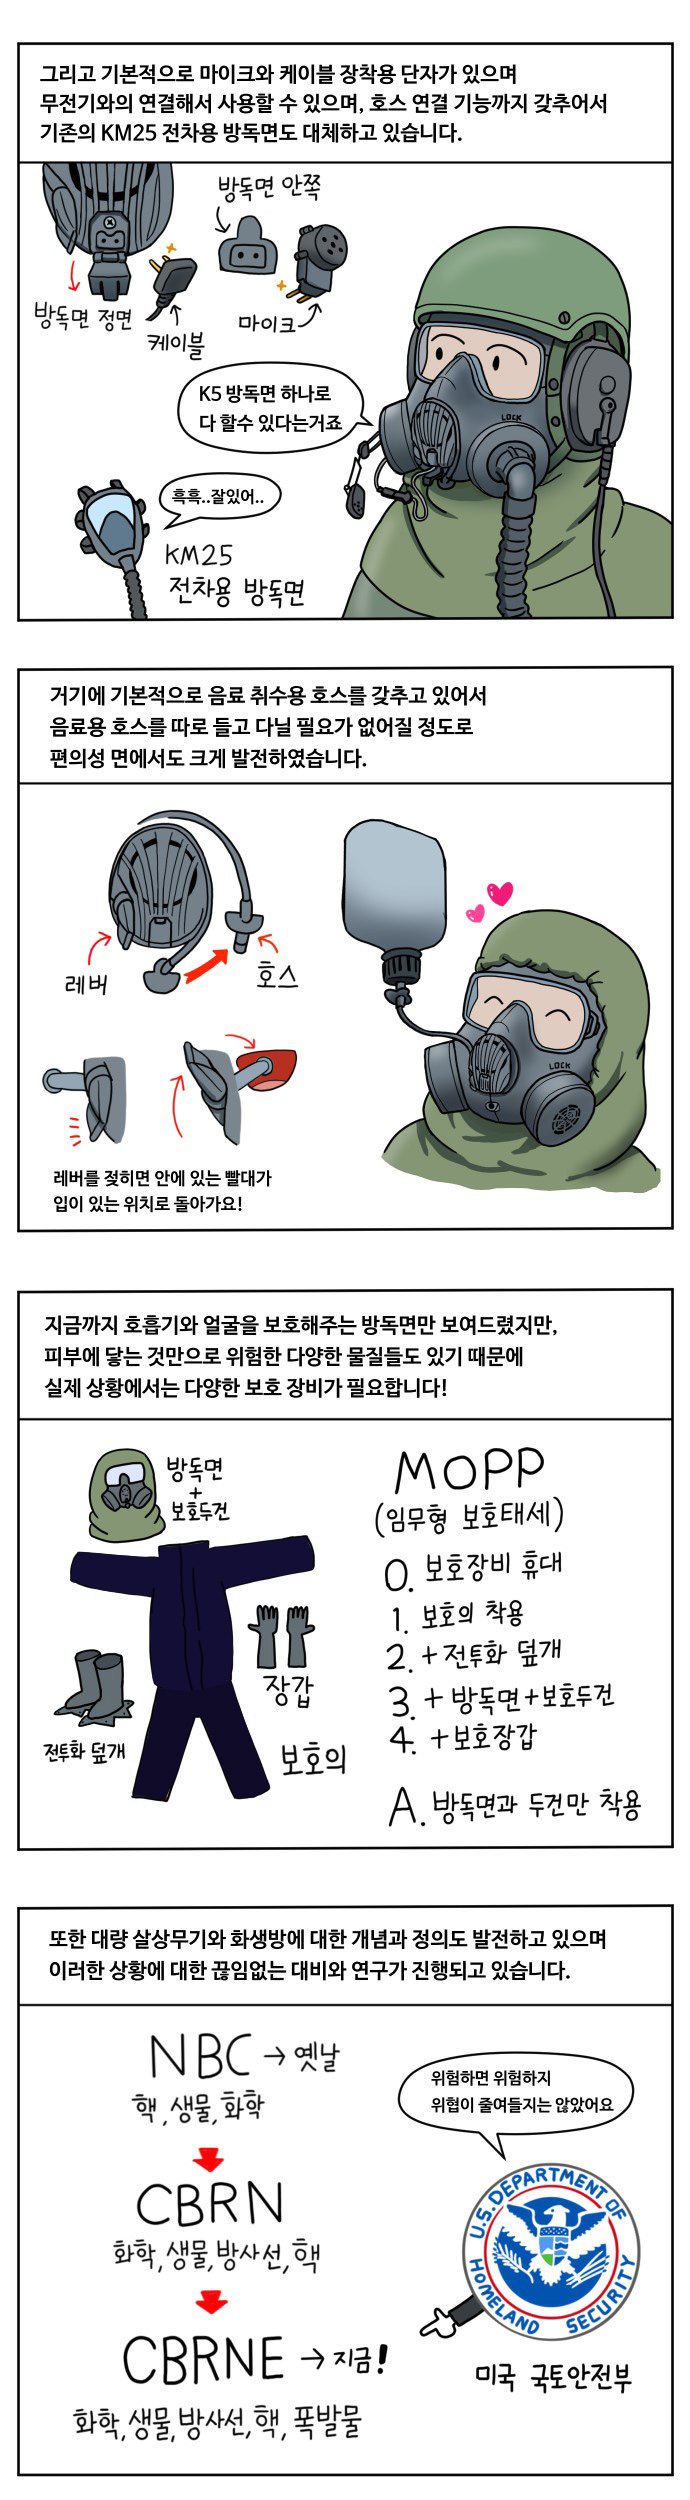 그리고 기본적으로 마이크와 케이블 장착용 단자가 있으며
무전기와의 연결해서 사용할 수 있으며, 호스 연결 기능까지 갖추어서
기존의 KM25 전차용 방독면도 대체하고 있습니다.
방독면 안쪽
방독면 정면
케이블
마이크
K5 방독면 하나로
다 할수 있다는거죠
LOCK
흑흑..잘있어..
KM25
전차용 방독면
거기에 기본적으로 음료 취수용 호스를 갖추고 있어서
음료용 호스를 따로 들고 다닐 필요가 없어질 정도로
편의성 면에서도 크게 발전하였습니다.
레버
호스
LOCK
레버를 젖히면 안에 있는 빨대가
입이 있는 위치로 돌아가요!
지금까지 호흡기와 얼굴을 보호해주는 방독면만 보여드렸지만,
피부에 닿는 것만으로 위험한 다양한 물질들도 있기 때문에
실제 상황에서는 다양한 보호 장비가 필요합니다!
방독면
+
보호두건
장갑
전투화 덮개
보호의
MOPP
(임무형 보호태세)
0. 보호장비 휴대
1. 보호의 착용
2. + 전투화 덮개
3. + 방독면+보호두건
4. +보호장갑
A. 방독면과 두건만 착용
또한 대량 살상무기와 화생방에 대한 개념과 정의도 발전하고 있으며
이러한 상황에 대한 끊임없는 대비와 연구가 진행되고 있습니다.
NBC → 옛날
핵, 생물, 화학
CBRN
화학, 생물, 방사선, 핵
CBRNE → 지금!
화학, 생물, 방사선, 핵, 폭발물
위험하면 위험하지
위협이 줄여들지는 않았어요
U.S. DEPARTMENT OF
HOMELAND SECURITY
미국 국토안전부